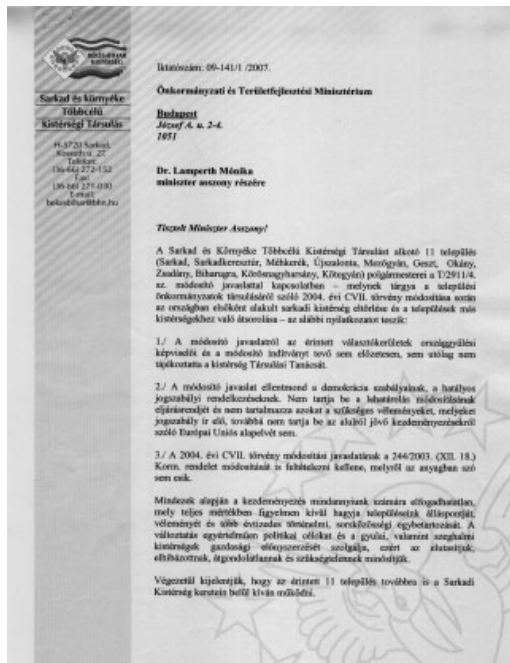 BÉKÉS-BIHAR
KISTÉRSÉG
Sarkad és környéke
Többcélú
Kistérségi Társulás
H-5720 Sarkad,
Kossuth u. 27.
Telefon:
(36-66) 272-152
Fax:
(36-66) 271-030
E-mail:
bekesbihar@bhn.hu
Iktatószám: 09-141/1 /2007.
Önkormányzati és Területfejlesztési Minisztérium
Budapest
József A. u. 2-4.
1051
Dr. Lamperth Mónika
miniszter asszony részére
Tisztelt Miniszter Asszony!
A Sarkad és Környéke Többcélú Kistérségi Társulást alkotó 11 település
(Sarkad, Sarkadkeresztúr, Méhkerék, Újszalonta, Mezőgyán, Geszt, Okány,
Zsadány, Biharugra, Körösnagyharsány, Kötegyán) polgármesterei a T/2911/4.
sz. módosító javaslattal kapcsolatban – melynek tárgya a települési
önkormányzatok társulásáról szóló 2004. évi CVII. törvény módosítása során
az országban elsőként alakult sarkadi kistérség eltörlése és a települések más
kistérségekhez való átsorolása – az alábbi nyilatkozatot teszik:
1./ A módosító javaslatról az érintett választókerületek országgyűlési
képviselői és a módosító indítványt tevő sem előzetesen, sem utólag nem
tájékoztatta a kistérség Társulási Tanácsát.
2./ A módosító javaslat ellentmond a demokrácia szabályainak, a hatályos
jogszabályi rendelkezéseknek. Nem tartja be a lehatárolás módosításának
eljárásrendjét és nem tartalmazza azokat a szükséges véleményeket, melyeket
jogszabály ír elő, továbbá nem tartja be az alulról jövő kezdeményezésekről
szóló Európai Uniós alapelvét sem.
3./ A 2004. évi CVII. törvény módosítási javaslatának a 244/2003. (XII. 18.)
Korm. rendelet módosítását is feltételezni kellene, melyről az anyagban szó
sem esik.
Mindezek alapján a kezdeményezés mindannyiunk számára elfogadhatatlan,
mely teljes mértékben figyelmen kívül hagyja településeink álláspontját,
véleményét és több évtizedes történelmi, sorsközösségi egybetartozását. A
változtatás egyértelműen politikai célokat és a gyulai, valamint szeghalmi
kistérségek gazdasági előnyszerzését szolgálja, ezért az elutasítjuk,
elhibázottnak, átgondolatlannak és szükségtelennek minősítjük.
Végezetül kijelentjük, hogy az érintett 11 település továbbra is a Sarkadi
Kistérség keretein belül kíván működni.